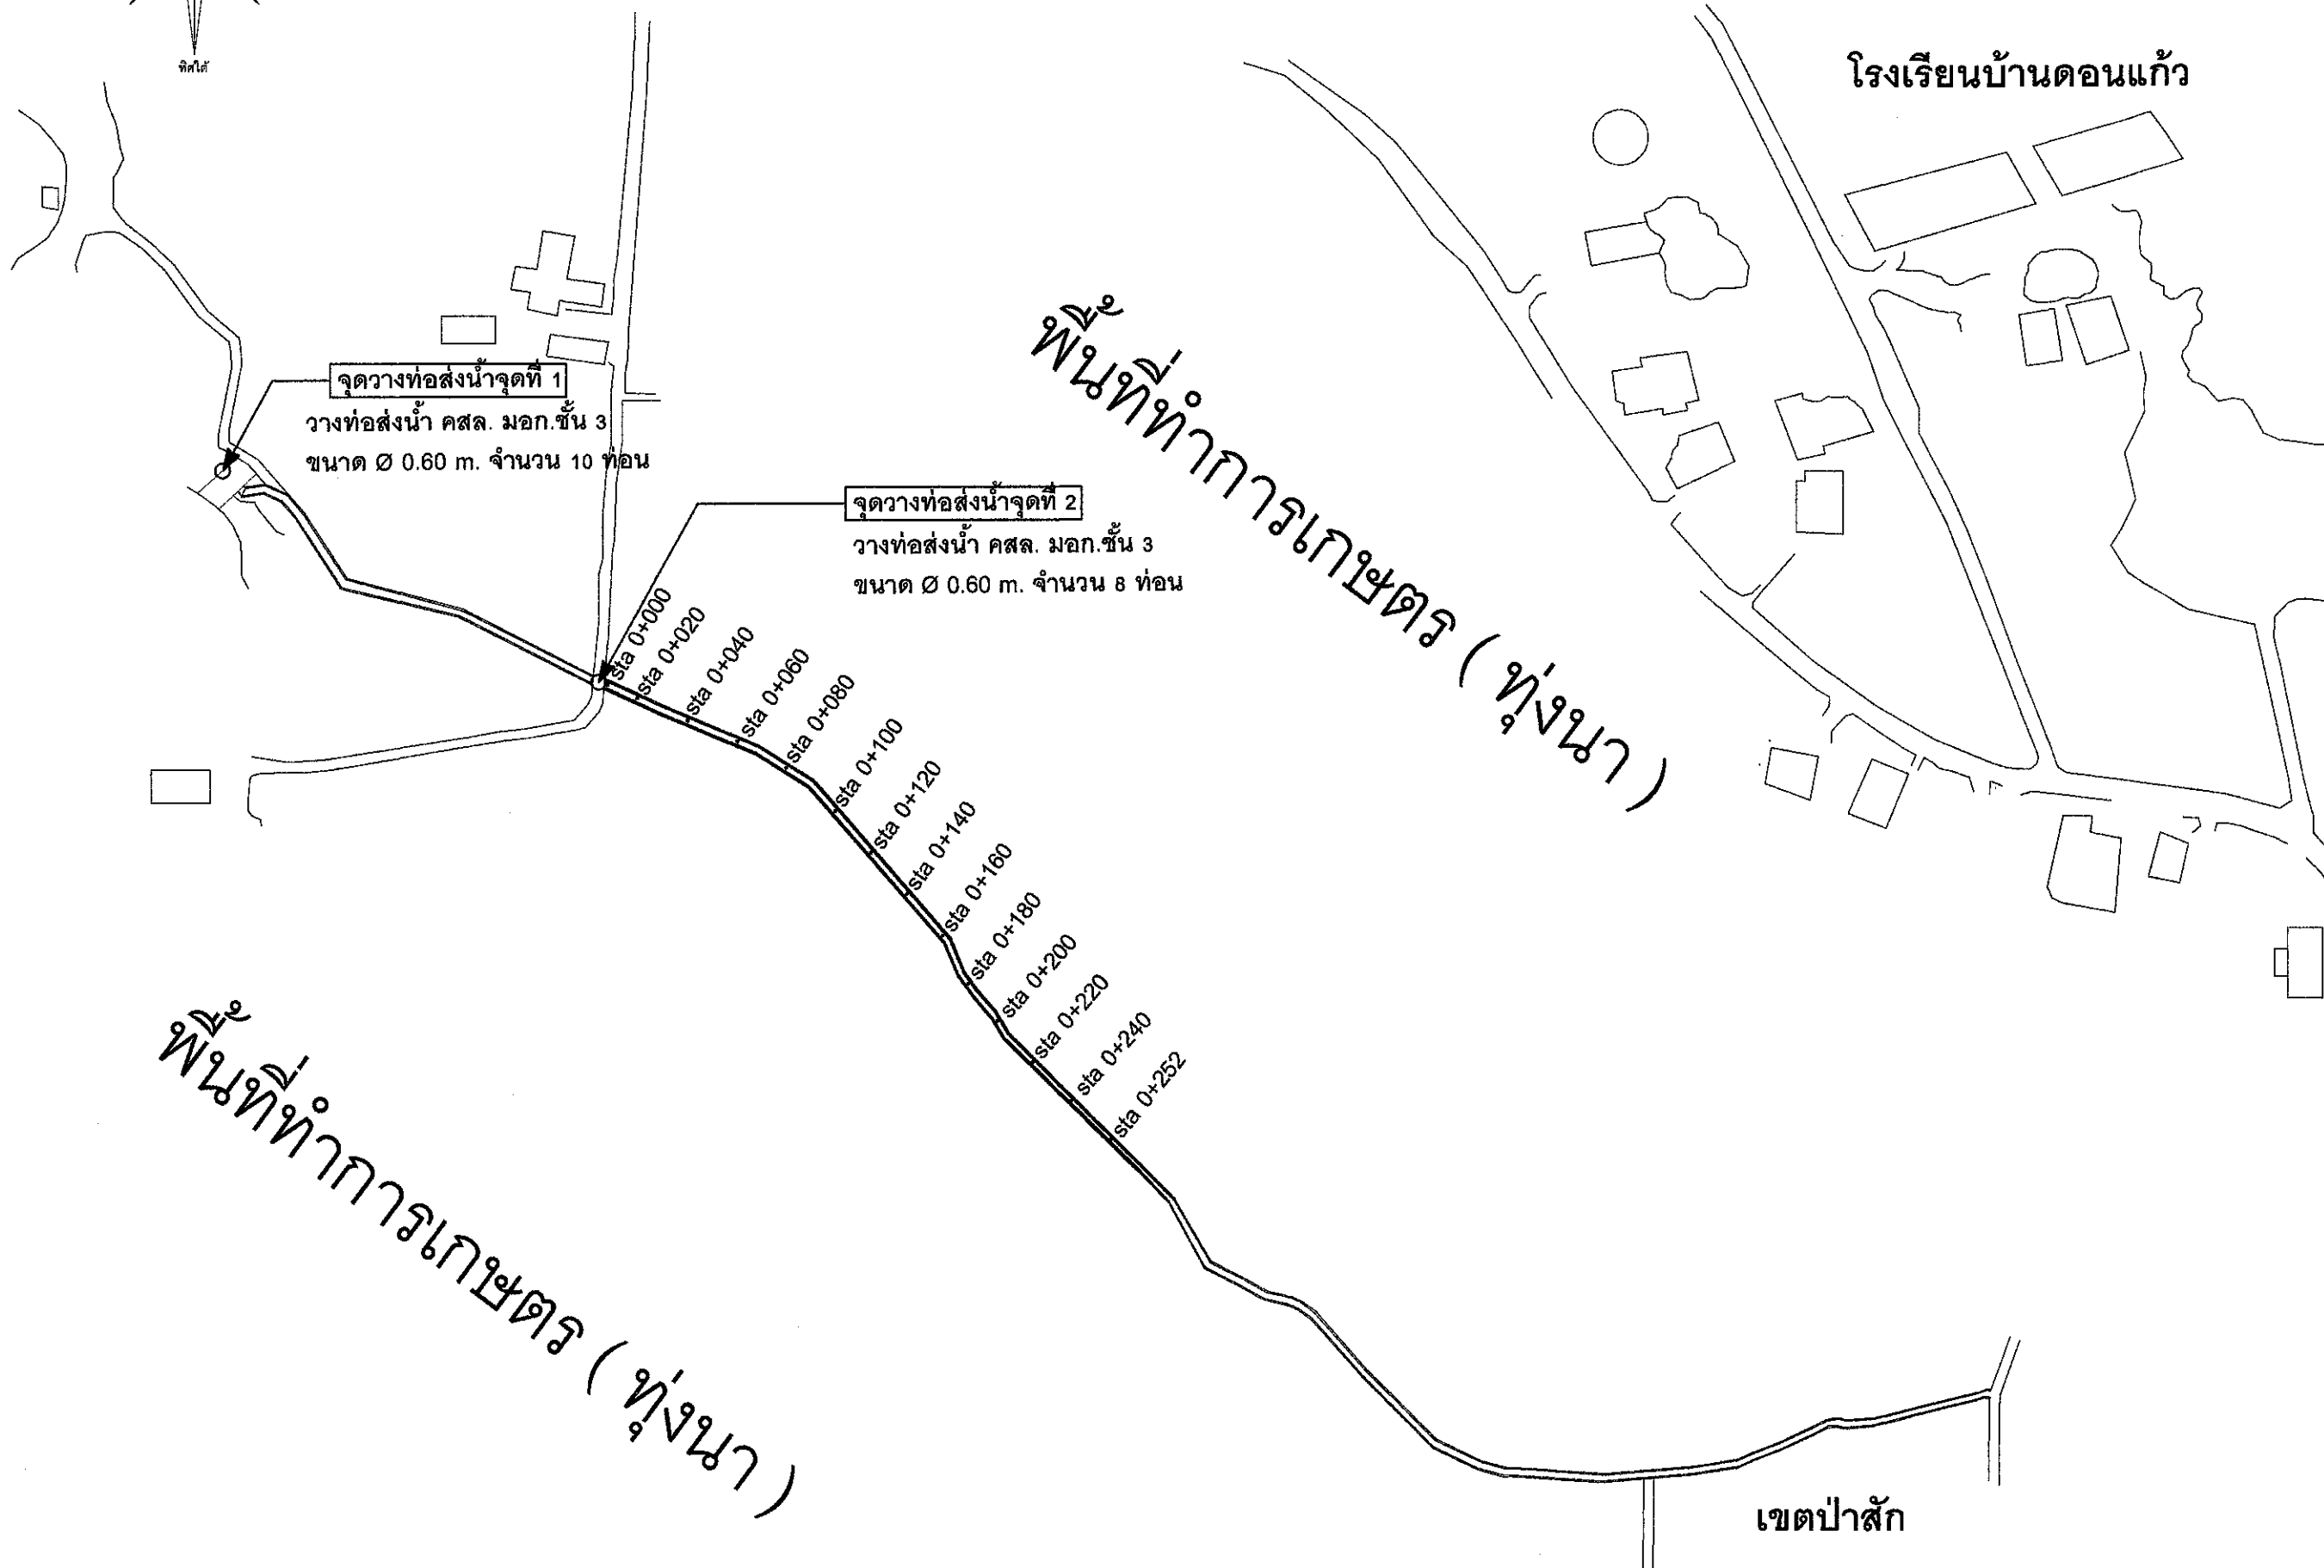 ทิศใต้
โรงเรียนบ้านดอนแก้ว
จุดวางท่อส่งน้ำจุดที่ 1
วางท่อส่งน้ำ คสล. มอก.ชั้น 3
ขนาด Ø 0.60 m. จำนวน 10 ท่อน
จุดวางท่อส่งน้ำจุดที่ 2
วางท่อส่งน้ำ คสล. มอก.ชั้น 3
ขนาด Ø 0.60 m. จำนวน 8 ท่อน
พื้นที่ทำการเกษตร ( ทุ่งนา )
sta 0+000
sta 0+020
sta 0+040
sta 0+060
sta 0+080
sta 0+100
sta 0+120
sta 0+140
sta 0+160
sta 0+180
sta 0+200
sta 0+220
sta 0+240
sta 0+252
พื้นที่ทำการเกษตร ( ทุ่งนา )
เขตป่าสัก